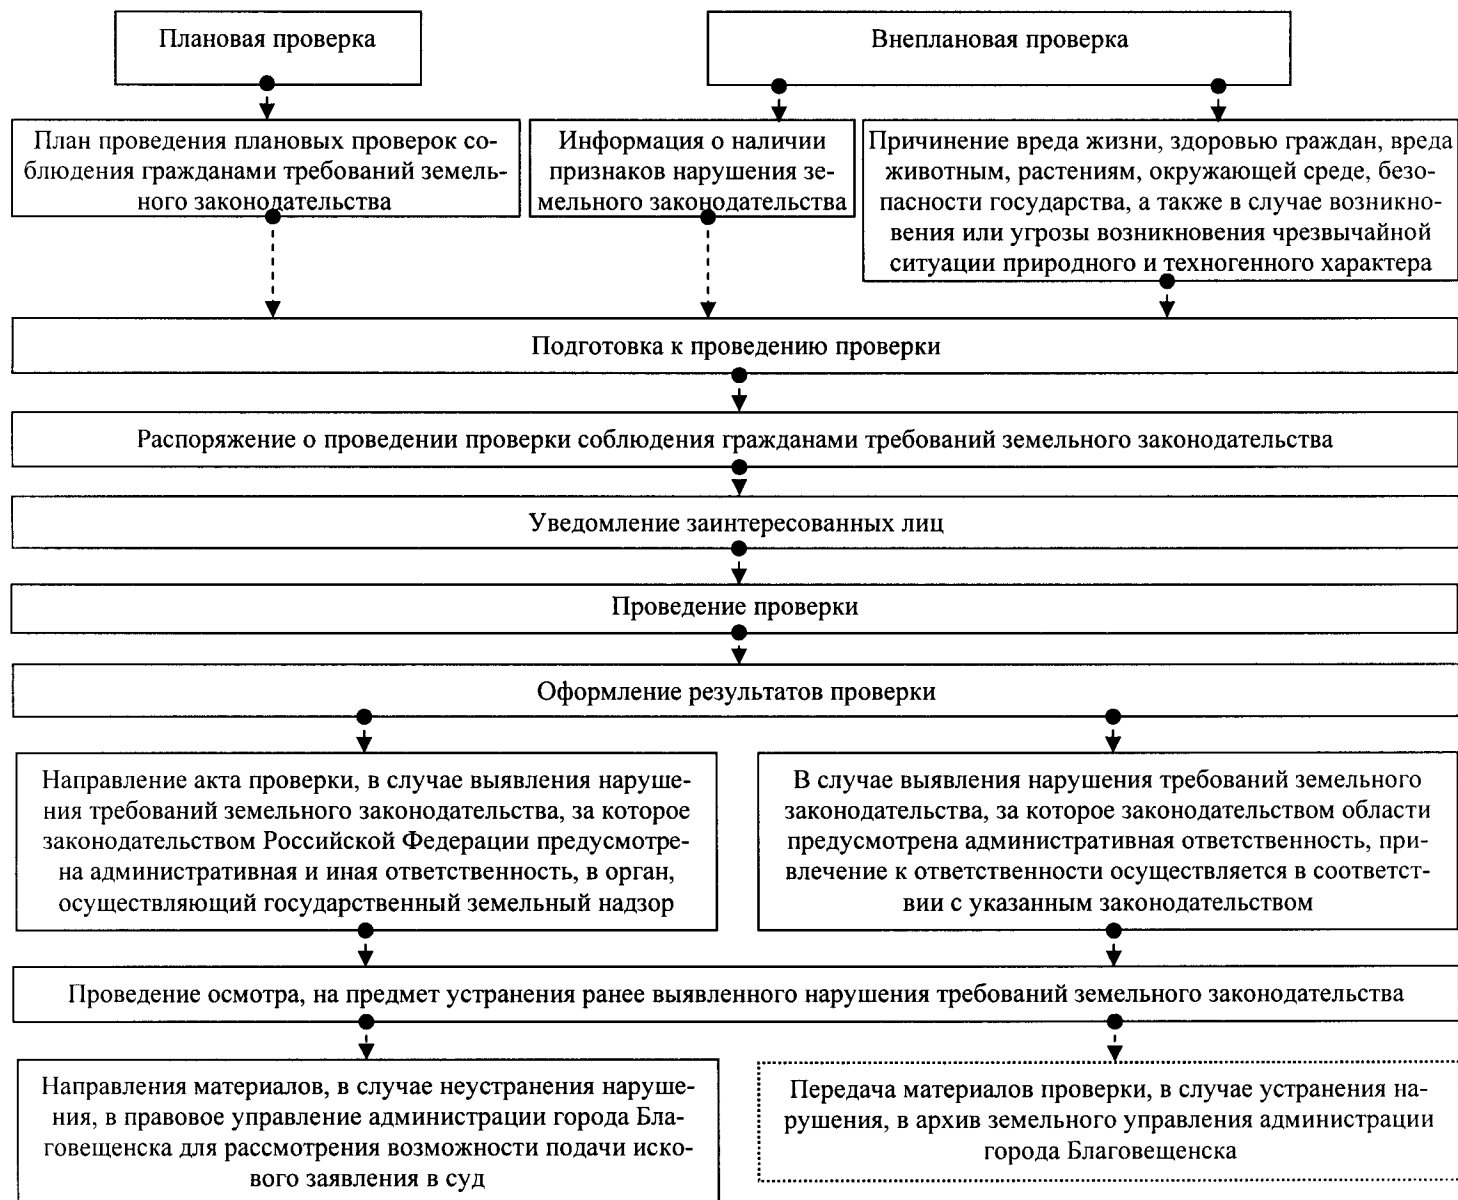 Плановая проверка
Внеплановая проверка
План проведения плановых проверок со-
блюдения гражданами требований земель-
ного законодательства
Информация о наличии
признаков нарушения зе-
мельного законодательства
Причинение вреда жизни, здоровью граждан, вреда
животным, растениям, окружающей среде, безо-
пасности государства, а также в случае возникно-
вения или угрозы возникновения чрезвычайной
ситуации природного и техногенного характера
Подготовка к проведению проверки
Распоряжение о проведении проверки соблюдения гражданами требований земельного законодательства
Уведомление заинтересованных лиц
Проведение проверки
Оформление результатов проверки
Направление акта проверки, в случае выявления наруше-
ния требований земельного законодательства, за которое
законодательством Российской Федерации предусмотре-
на административная и иная ответственность, в орган,
осуществляющий государственный земельный надзор
В случае выявления нарушения требований земельного
законодательства, за которое законодательством области
предусмотрена административная ответственность, при-
влечение к ответственности осуществляется в соответст-
вии с указанным законодательством
Проведение осмотра, на предмет устранения ранее выявленного нарушения требований земельного законодательства
Направления материалов, в случае неустранения наруше-
ния, в правовое управление администрации города Бла-
говещенска для рассмотрения возможности подачи иско-
вого заявления в суд
Передача материалов проверки, в случае устранения на-
рушения, в архив земельного управления администрации
города Благовещенска